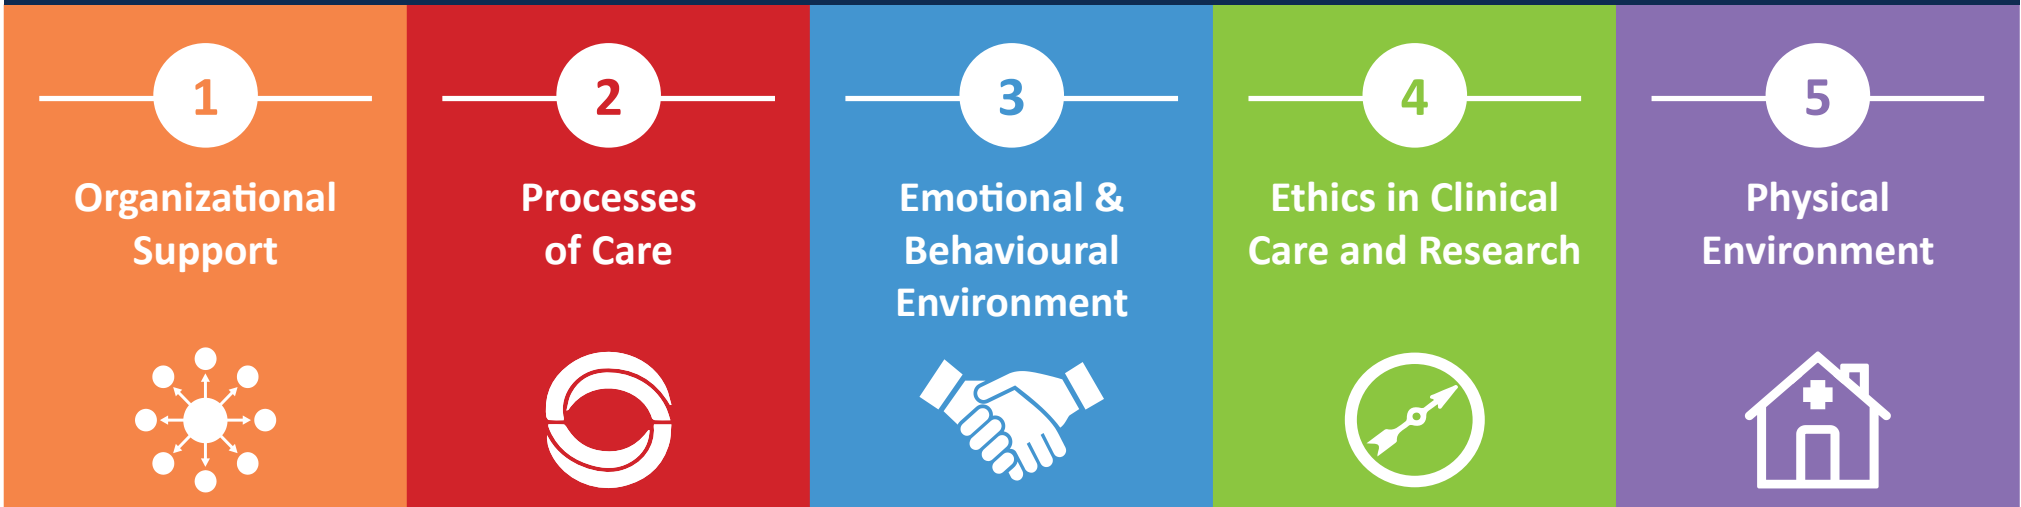 1
Organizational
Support
2
Processes
of Care
3
Emotional &
Behavioural
Environment
4
Ethics in Clinical
Care and Research
5
Physical
Environment